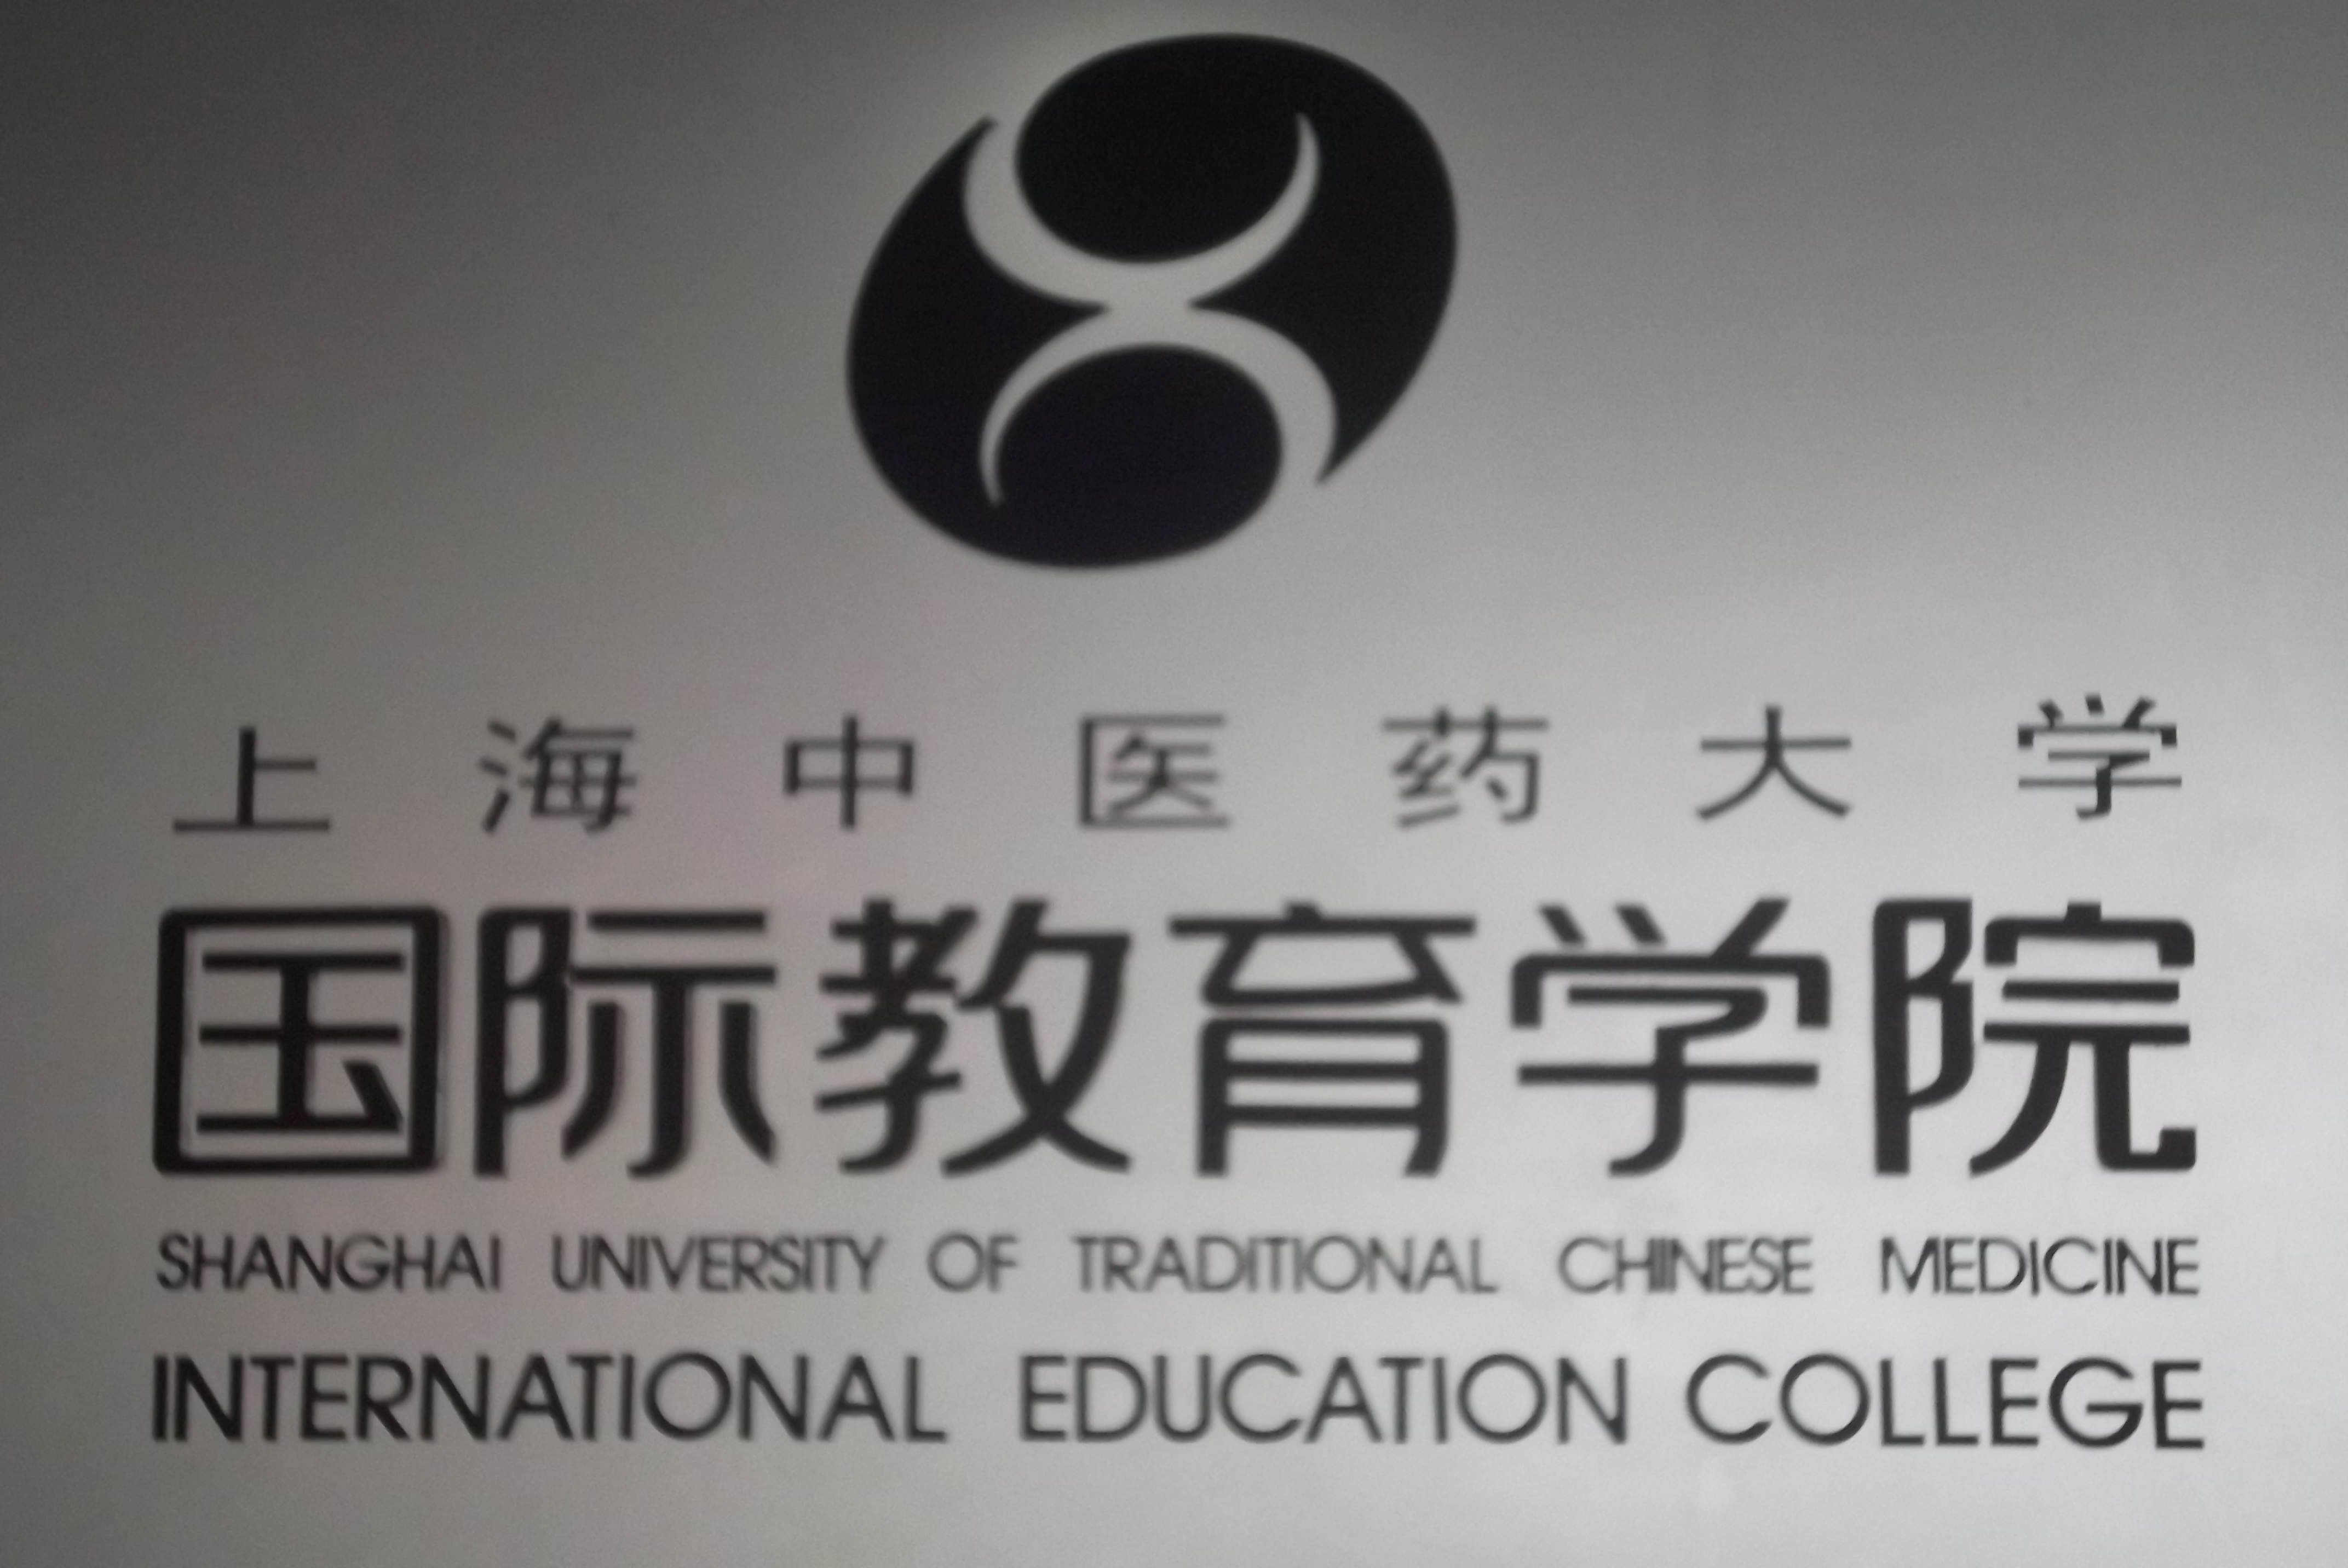 上海中医药大学
国际教育学院
SHANGHAI UNIVERSITY OF TRADITIONAL CHINESE MEDICINE
INTERNATIONAL EDUCATION COLLEGE